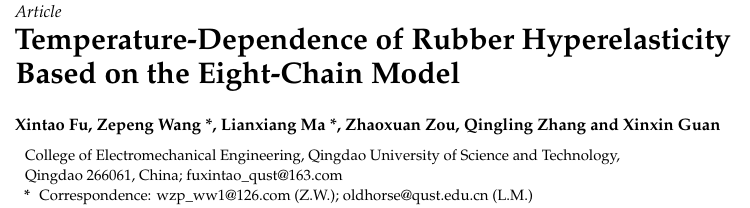 Article
Temperature-Dependence of Rubber Hyperelasticity
Based on the Eight-Chain Model
Xintao Fu, Zepeng Wang *, Lianxiang Ma *, Zhaoxuan Zou, Qingling Zhang and Xinxin Guan
College of Electromechanical Engineering, Qingdao University of Science and Technology,
Qingdao 266061, China; fuxintao_qust@163.com
* Correspondence: wzp_ww1@126.com (Z.W.); oldhorse@qust.edu.cn (L.M.)